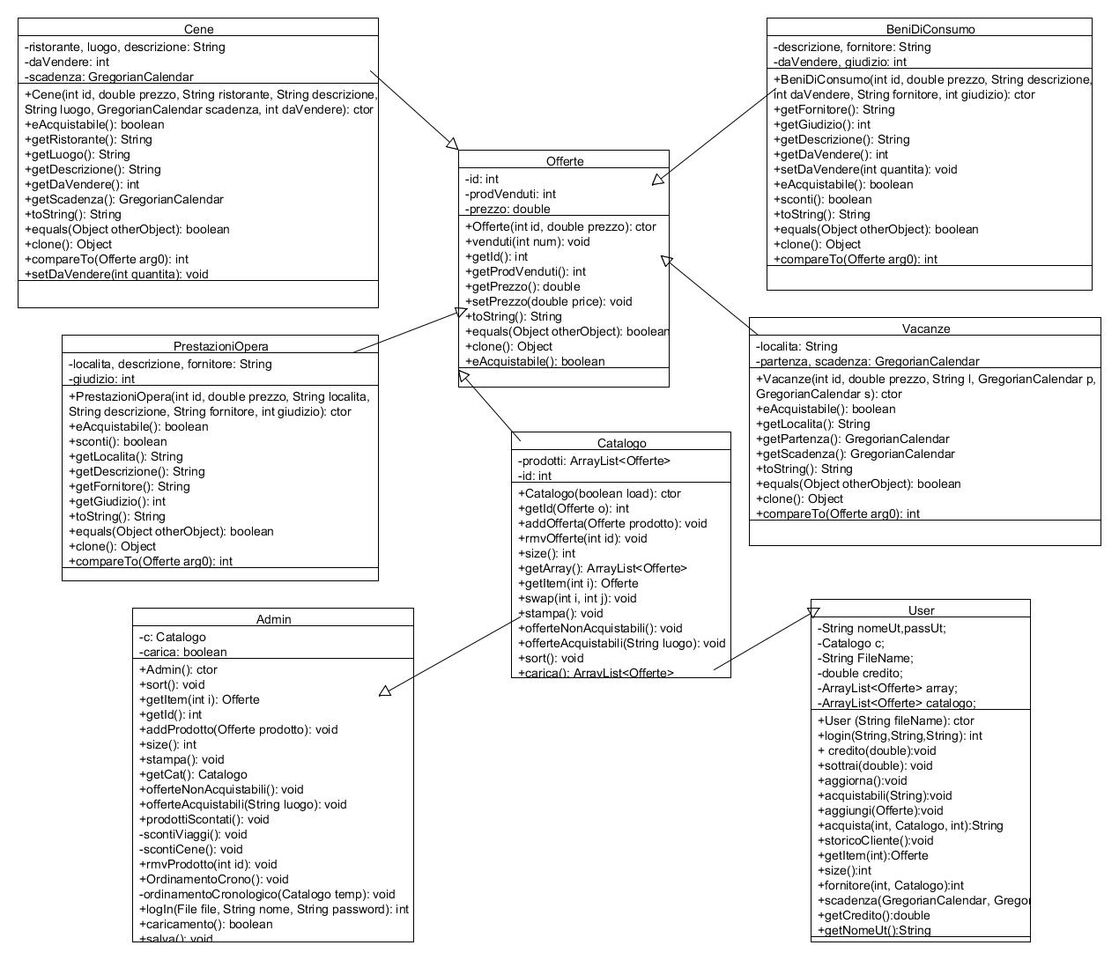 Cene
-ristorante, luogo, descrizione: String
-daVendere: int
-scadenza: GregorianCalendar
+Cene(int id, double prezzo, String ristorante, String descrizione,
String luogo, GregorianCalendar scadenza, int daVendere): ctor
+eAcquistabile(): boolean
+getRistorante(): String
+getLuogo(): String
+getDescrizione(): String
+getDaVendere(): int
+getScadenza(): GregorianCalendar
+toString(): String
+equals(Object otherObject): boolean
+clone(): Object
+compareTo(Offerte arg0): int
+setDaVendere(int quantita): void
BeniDiConsumo
-descrizione, fornitore: String
-daVendere, giudizio: int
+BeniDiConsumo(int id, double prezzo, String descrizione,
int daVendere, String fornitore, int giudizio): ctor
+getFornitore(): String
+getGiudizio(): int
+getDescrizione(): String
+getDaVendere(): int
+setDaVendere(int quantita): void
+eAcquistabile(): boolean
+sconti(): boolean
+toString(): String
+equals(Object otherObject): boolean
+clone(): Object
+compareTo(Offerte arg0): int
Offerte
-id: int
-prodVenduti: int
-prezzo: double
+Offerte(int id, double prezzo): ctor
+venduti(int num): void
+getId(): int
+getProdVenduti(): int
+getPrezzo(): double
+setPrezzo(double price): void
+toString(): String
+equals(Object otherObject): boolean
+clone(): Object
+eAcquistabile(): boolean
PrestazioniOpera
-localita, descrizione, fornitore: String
-giudizio: int
+PrestazioniOpera(int id, double prezzo, String localita,
String descrizione, String fornitore, int giudizio): ctor
+eAcquistabile(): boolean
+sconti(): boolean
+getLocalita(): String
+getDescrizione(): String
+getFornitore(): String
+getGiudizio(): int
+toString(): String
+equals(Object otherObject): boolean
+clone(): Object
+compareTo(Offerte arg0): int
Vacanze
-localita: String
-partenza, scadenza: GregorianCalendar
+Vacanze(int id, double prezzo, String l, GregorianCalendar p,
GregorianCalendar s): ctor
+eAcquistabile(): boolean
+getLocalita(): String
+getPartenza(): GregorianCalendar
+getScadenza(): GregorianCalendar
+toString(): String
+equals(Object otherObject): boolean
+clone(): Object
+compareTo(Offerte arg0): int
Catalogo
-prodotti: ArrayList<Offerte>
-id: int
+Catalogo(boolean load): ctor
+getId(Offerte o): int
+addOfferta(Offerte prodotto): void
+rmvOfferte(int id): void
+size(): int
+getArray(): ArrayList<Offerte>
+getItem(int i): Offerte
+swap(int i, int j): void
+stampa(): void
+offerteNonAcquistabili(): void
+offerteAcquistabili(String luogo): void
+sort(): void
+carica(): ArrayList<Offerte>
Admin
-c: Catalogo
-carica: boolean
+Admin(): ctor
+sort(): void
+getItem(int i): Offerte
+getId(): int
+addProdotto(Offerte prodotto): void
+size(): int
+stampa(): void
+getCat(): Catalogo
+offerteNonAcquistabili(): void
+offerteAcquistabili(String luogo): void
+prodottiScontati(): void
-scontiViaggi(): void
-scontiCene(): void
+rmvProdotto(int id): void
+OrdinamentoCrono(): void
-ordinamentoCronologico(Catalogo temp): void
+logIn(File file, String nome, String password): int
+caricamento(): boolean
+salva(): void
User
-String nomeUt,passUt;
-Catalogo c;
-String FileName;
-double credito;
-ArrayList<Offerte> array;
-ArrayList<Offerte> catalogo;
+User (String fileName): ctor
+login(String,String,String): int
+ credito(double):void
+sottrai(double): void
+aggiorna():void
+acquistabili(String):void
+aggiungi(Offerte):void
+acquista(int, Catalogo, int):String
+storicoCliente():void
+getItem(int):Offerte
+size():int
+fornitore(int, Catalogo):int
+scadenza(GregorianCalendar, Grego
+getCredito():double
+getNomeUt():String